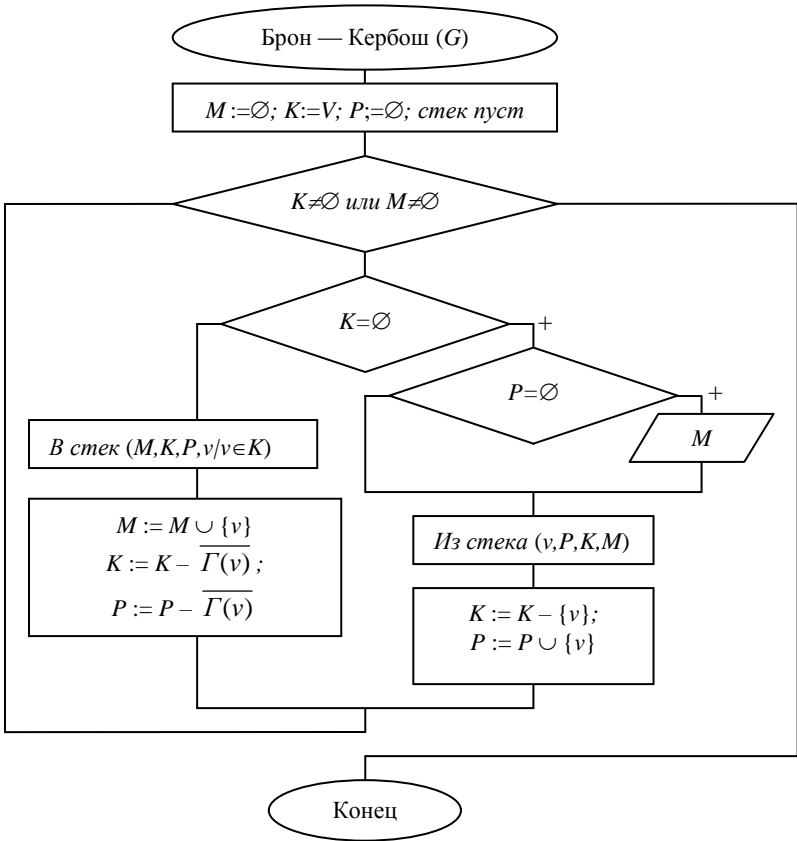 Брон — Кербош (G)
M :=∅; K:=V; P;=∅; стек пуст
K≠∅ или M≠∅
K=∅
+
P=∅
+
M
В стек (M,K,P,v/v∈K)
M := M ∪ {v}
K := K – Γ(v)̅ ;
P := P – Γ(v)̅
Из стека (v,P,K,M)
K := K – {v};
P := P ∪ {v}
Конец